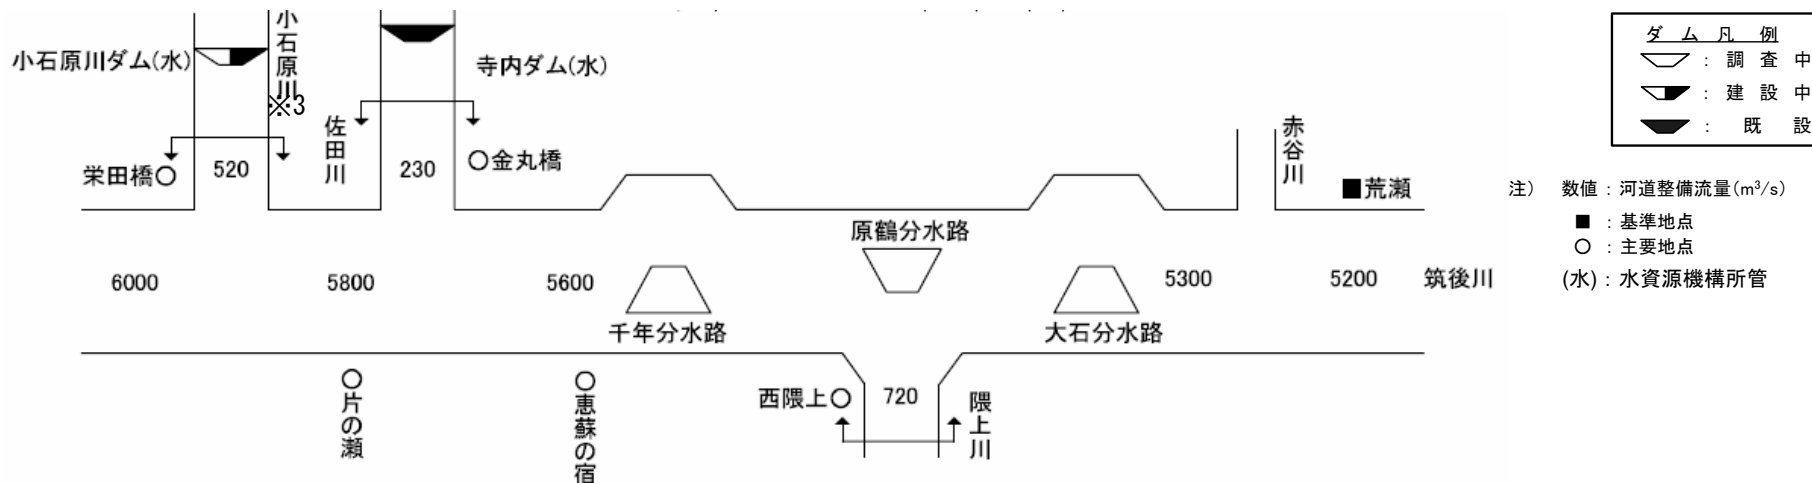 小石原川ダム(水)
小石原川
※3
寺内ダム(水)
佐田川
栄田橋○
520
230
○金丸橋
赤谷川
■荒瀬
原鶴分水路
6000
5800
5600
5300
5200
筑後川
千年分水路
大石分水路
○片の瀬
○恵蘇の宿
西隈上○
720
隈上川
ダム凡例
：調査中
：建設中
：既設
注） 数値：河道整備流量(m³/s)
■：基準地点
○：主要地点
(水)：水資源機構所管